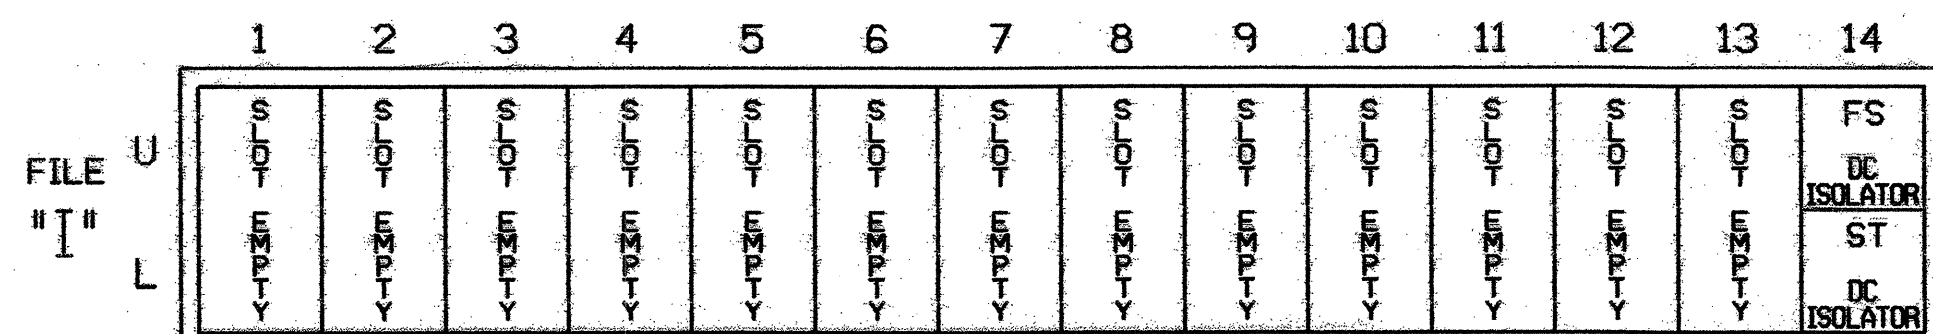 1 2 3 4 5 6 7 8 9 10 11 12 13 14
FILE
"I"
U
L
SLOT EMPTY
SLOT EMPTY
SLOT EMPTY
SLOT EMPTY
SLOT EMPTY
SLOT EMPTY
SLOT EMPTY
SLOT EMPTY
SLOT EMPTY
SLOT EMPTY
SLOT EMPTY
SLOT EMPTY
SLOT EMPTY
FS
DC
ISOLATOR
ST
DC
ISOLATOR